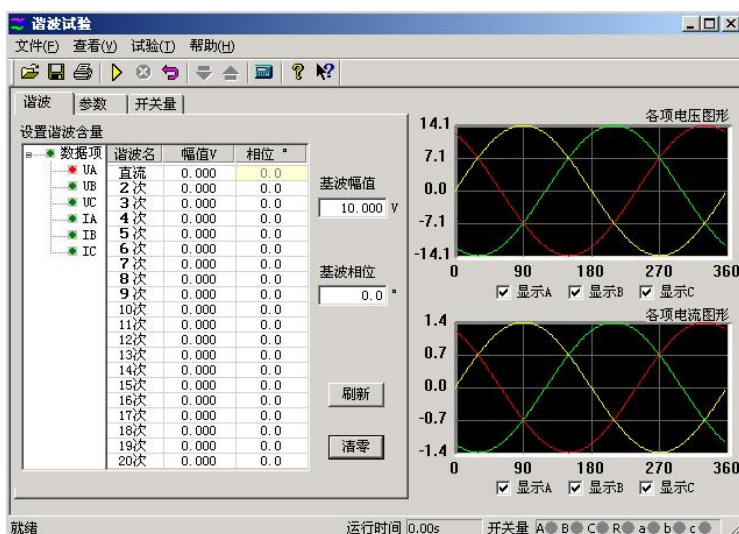 谐波试验
文件(F) 查看(V) 试验(T) 帮助(H)
谐波 参数 开关量
设置谐波含量
数据项
UA
UB
UC
IA
IB
IC
谐波名 幅值V 相位 °
直流 0.000 0.0
2次 0.000 0.0
3次 0.000 0.0
4次 0.000 0.0
5次 0.000 0.0
6次 0.000 0.0
7次 0.000 0.0
8次 0.000 0.0
9次 0.000 0.0
10次 0.000 0.0
11次 0.000 0.0
12次 0.000 0.0
13次 0.000 0.0
14次 0.000 0.0
15次 0.000 0.0
16次 0.000 0.0
17次 0.000 0.0
18次 0.000 0.0
19次 0.000 0.0
20次 0.000 0.0
基波幅值
10.000 V
基波相位
0.0 °
刷新
清零
各项电压图形
14.1
7.1
0.0
-7.1
-14.1
0 90 180 270 360
显示A 显示B 显示C
各项电流图形
1.4
0.7
0.0
-0.7
-1.4
0 90 180 270 360
显示A 显示B 显示C
就绪 运行时间 0.00s 开关量 A B C R a b c